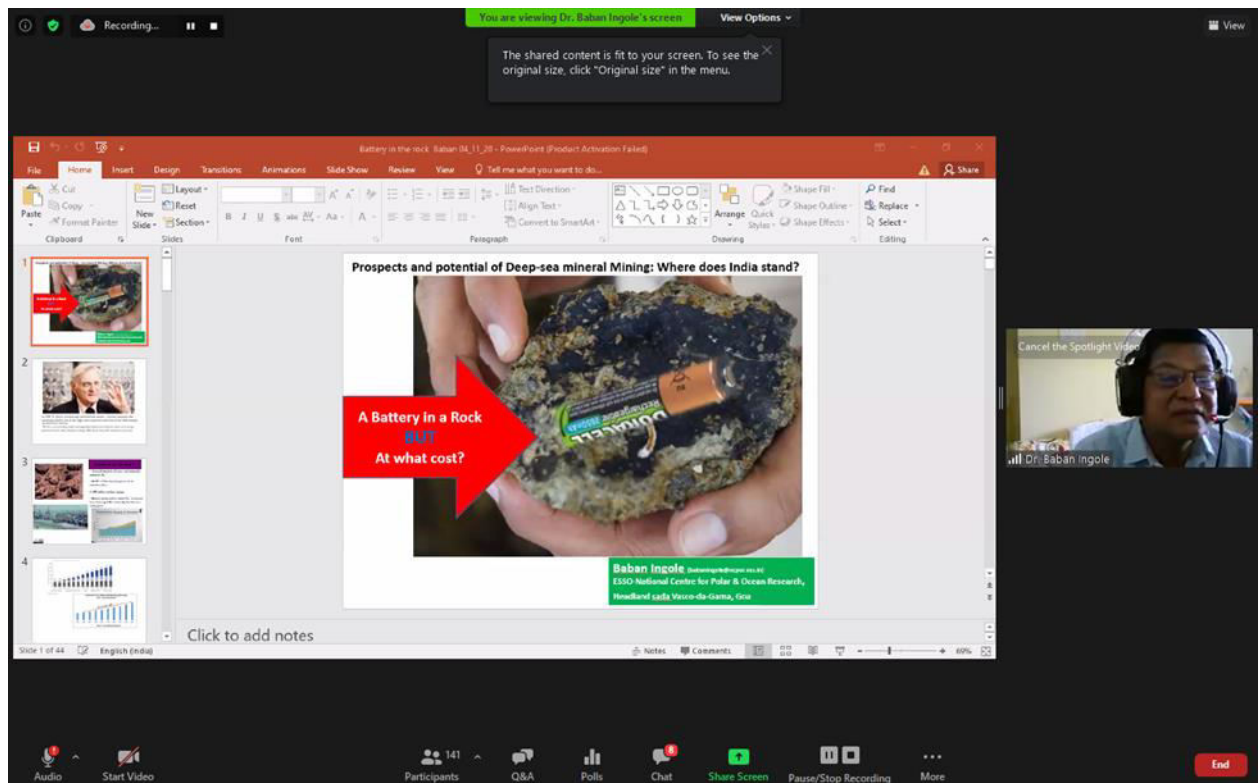 Recording...
You are viewing Dr. Baban Ingole's screen
View Options
View
The shared content is fit to your screen. To see the
original size, click "Original size" in the menu.
Battery in the rock Baban 04_11_20 - PowerPoint (Product Activation Failed)
File Home Insert Design Transitions Animations Slide Show Review View Tell me what you want to do... Share
Paste
Cut
Copy
Format Painter
Clipboard
New
Slide
Layout
Reset
Section
Slides
B I U S abc AV Aa A
Font
Text Direction
Align Text
Convert to SmartArt
Paragraph
Arrange
Quick
Styles
Shape Fill
Shape Outline
Shape Effects
Drawing
Find
Replace
Select
Editing
1
2
3
4
Prospects and potential of Deep-sea mineral Mining: Where does India stand?
A Battery in a Rock
BUT
At what cost?
DURACELL
Rechargeable
Baban Ingole
ESSO-National Centre for Polar & Ocean Research,
Headland sada Vasco-da-Gama, Goa
Click to add notes
Slide 1 of 44 English (India) Notes Comments 69%
Cancel the Spotlight Video
Dr. Baban Ingole
Audio
Start Video
141
Participants
Q&A
Polls
8
Chat
Share Screen
Pause/Stop Recording
More
End